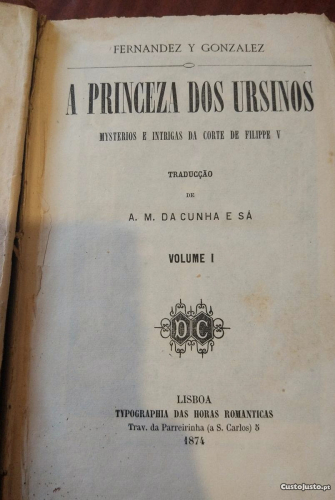 FERNANDEZ Y GONZALEZ
A PRINCEZA DOS URSINOS
MYSTERIOS E INTRIGAS DA CORTE DE FILIPPE V
TRADUCÇÃO
DE
A. M. DA CUNHA E SÁ
VOLUME I
DC
LISBOA
TYPOGRAPHIA DAS HORAS ROMANTICAS
Trav. da Parreirinha (a S. Carlos) 5
1874
CustoJusto.pt